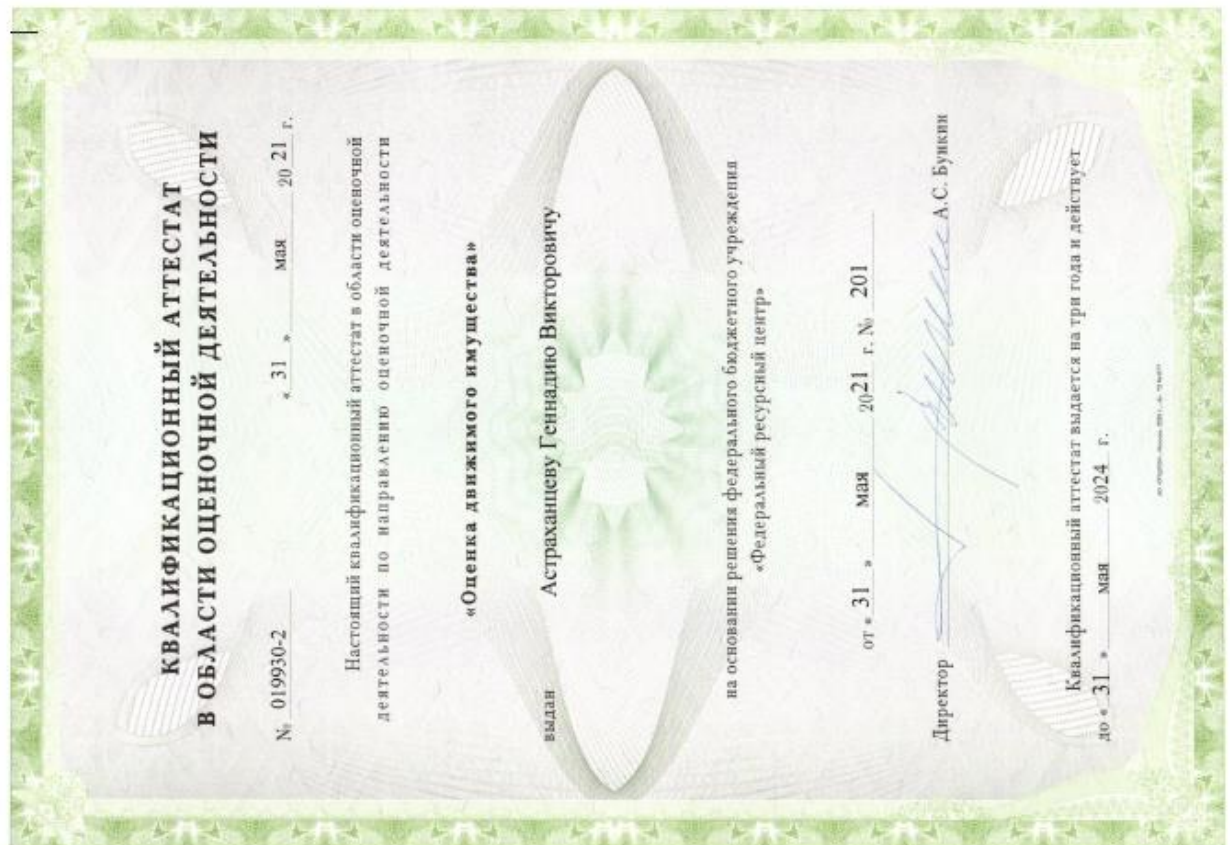 КВАЛИФИКАЦИОННЫЙ АТТЕСТАТ
В ОБЛАСТИ ОЦЕНОЧНОЙ ДЕЯТЕЛЬНОСТИ
№ 019930-2 « 31 » мая 20 21 г.
Настоящий квалификационный аттестат в области оценочной
деятельности по направлению оценочной деятельности
«Оценка движимого имущества»
выдан Астраханцеву Геннадию Викторовичу
на основании решения федерального бюджетного учреждения
«Федеральный ресурсный центр»
от « 31 » мая 2021 г. № 201
Директор А.С. Бункин
Квалификационный аттестат выдается на три года и действует
до « 31 » мая 2024 г.